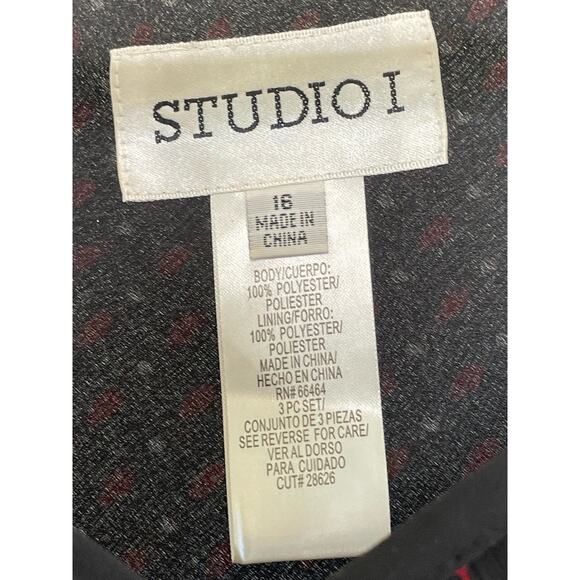 STUDIO I
16
MADE IN
CHINA
BODY/CUERPO:
100% POLYESTER/
POLIESTER
LINING/FORRO:
100% POLYESTER/
POLIESTER
MADE IN CHINA/
HECHO EN CHINA
RN# 66464
3 PC SET/
CONJUNTO DE 3 PIEZAS
SEE REVERSE FOR CARE/
VER AL DORSO
PARA CUIDADO
CUT# 28626